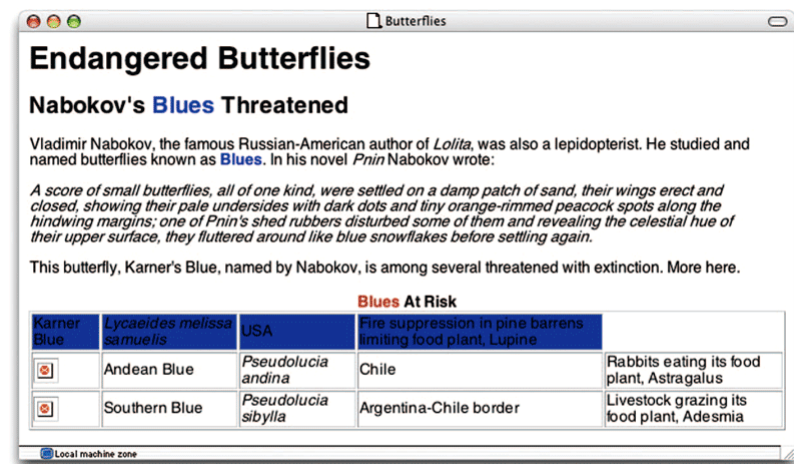 Butterflies
Endangered Butterflies
Nabokov's Blues Threatened
Vladimir Nabokov, the famous Russian-American author of Lolita, was also a lepidopterist. He studied and
named butterflies known as Blues. In his novel Pnin Nabokov wrote:
A score of small butterflies, all of one kind, were settled on a damp patch of sand, their wings erect and
closed, showing their pale undersides with dark dots and tiny orange-rimmed peacock spots along the
hindwing margins; one of Pnin's shed rubbers disturbed some of them and revealing the celestial hue of
their upper surface, they fluttered around like blue snowflakes before settling again.
This butterfly, Karner's Blue, named by Nabokov, is among several threatened with extinction. More here.
Blues At Risk
Karner
Blue
Lycaeides melissa
samuelis
USA
Fire suppression in pine barrens
limiting food plant, Lupine
Andean Blue
Pseudolucia
andina
Chile
Rabbits eating its food
plant, Astragalus
Southern Blue
Pseudolucia
sibylla
Argentina-Chile border
Livestock grazing its
food plant, Adesmia
Local machine zone